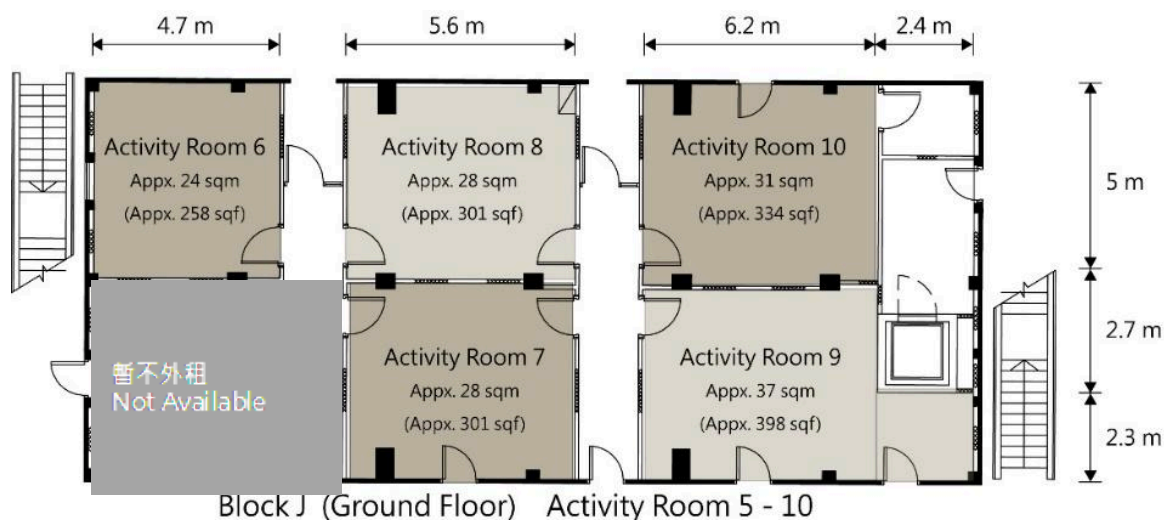 4.7 m
5.6 m
6.2 m
2.4 m
Activity Room 6
Appx. 24 sqm
(Appx. 258 sqf)
Activity Room 8
Appx. 28 sqm
(Appx. 301 sqf)
Activity Room 10
Appx. 31 sqm
(Appx. 334 sqf)
5 m
暫不外租
Not Available
Activity Room 7
Appx. 28 sqm
(Appx. 301 sqf)
Activity Room 9
Appx. 37 sqm
(Appx. 398 sqf)
2.7 m
2.3 m
Block J (Ground Floor) Activity Room 5 - 10